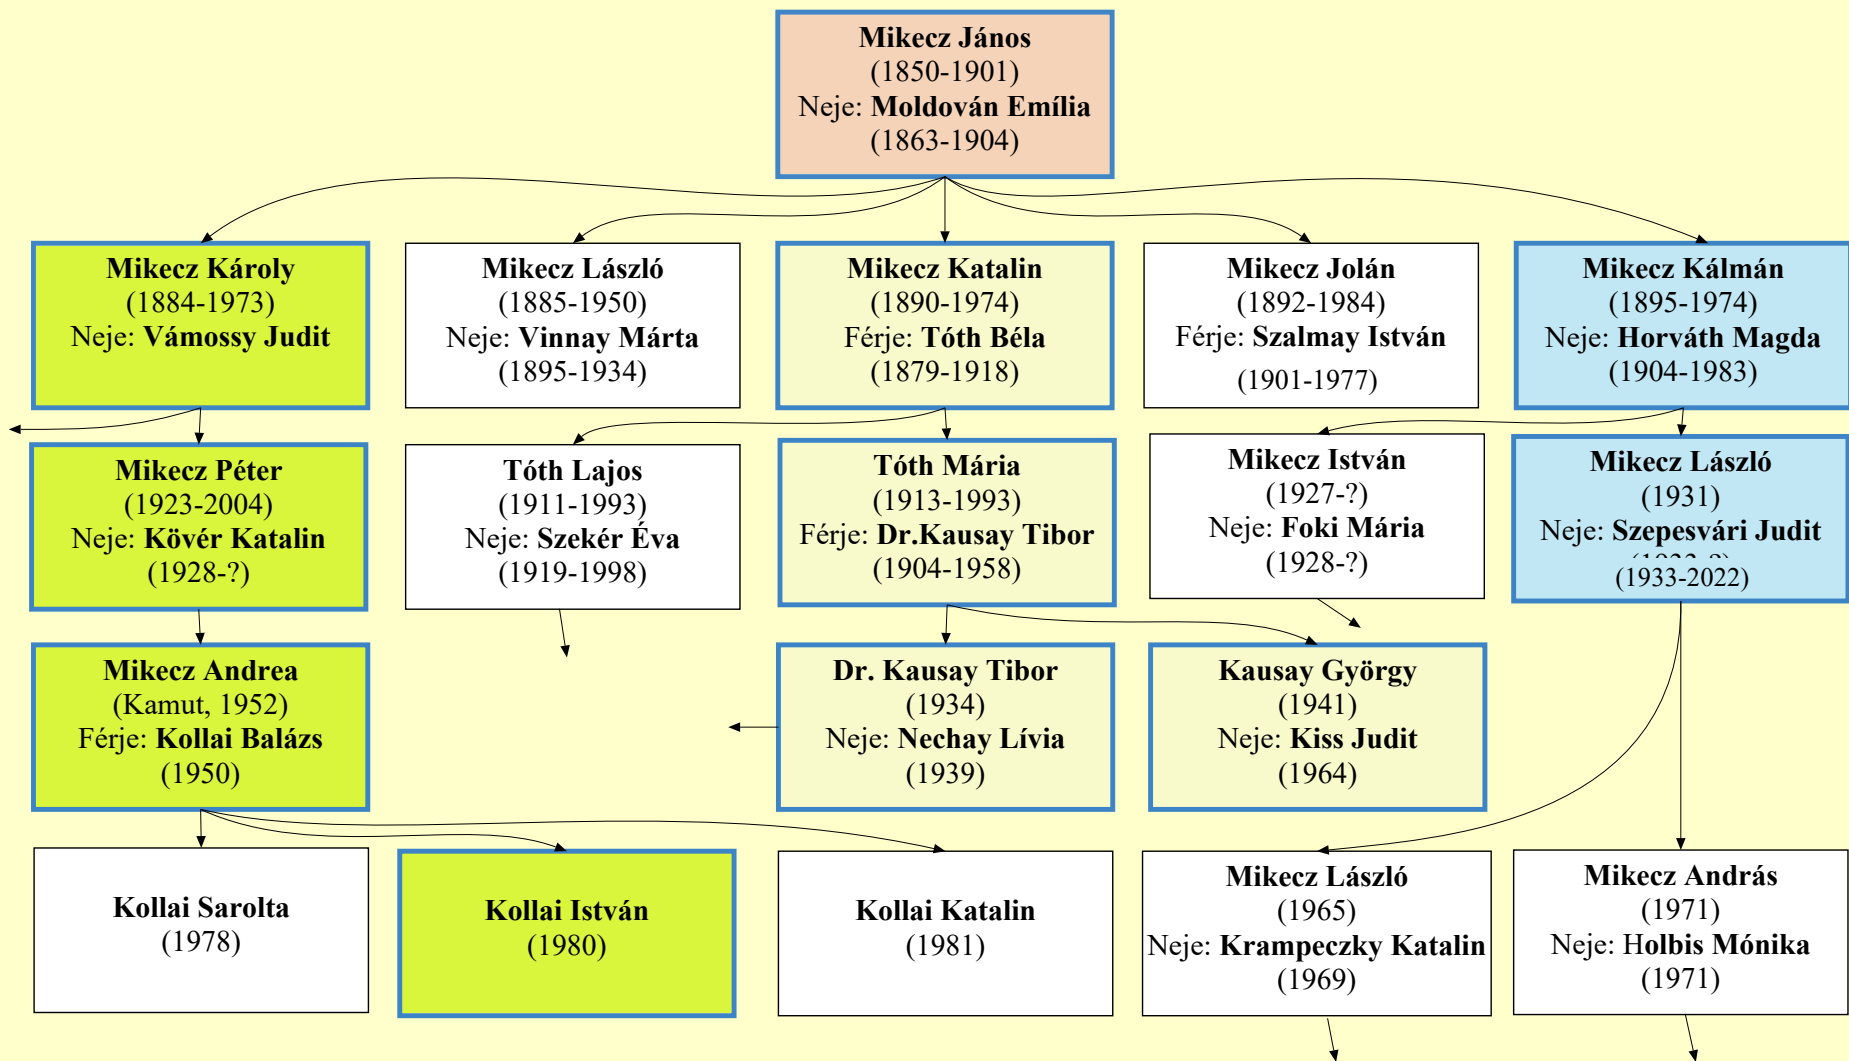 Mikecz János
(1850-1901)
Neje: Moldován Emília
(1863-1904)
Mikecz Károly
(1884-1973)
Neje: Vámossy Judit
Mikecz László
(1885-1950)
Neje: Vinnay Márta
(1895-1934)
Mikecz Katalin
(1890-1974)
Férje: Tóth Béla
(1879-1918)
Mikecz Jolán
(1892-1984)
Férje: Szalmay István
(1901-1977)
Mikecz Kálmán
(1895-1974)
Neje: Horváth Magda
(1904-1983)
Mikecz Péter
(1923-2004)
Neje: Kövér Katalin
(1928-?)
Tóth Lajos
(1911-1993)
Neje: Szekér Éva
(1919-1998)
Tóth Mária
(1913-1993)
Férje: Dr.Kausay Tibor
(1904-1958)
Mikecz István
(1927-?)
Neje: Foki Mária
(1928-?)
Mikecz László
(1931)
Neje: Szepesvári Judit
(1933-2022)
Mikecz Andrea
(Kamut, 1952)
Férje: Kollai Balázs
(1950)
Dr. Kausay Tibor
(1934)
Neje: Nechay Lívia
(1939)
Kausay György
(1941)
Neje: Kiss Judit
(1964)
Kollai Sarolta
(1978)
Kollai István
(1980)
Kollai Katalin
(1981)
Mikecz László
(1965)
Neje: Krampeczky Katalin
(1969)
Mikecz András
(1971)
Neje: Holbis Mónika
(1971)